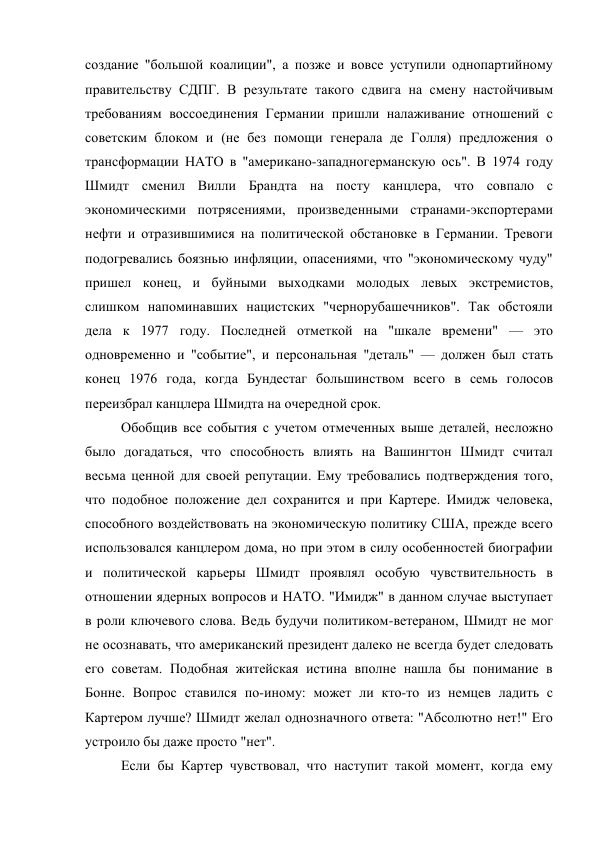 создание "большой коалиции", а позже и вовсе уступили однопартийному
правительству СДПГ. В результате такого сдвига на смену настойчивым
требованиям воссоединения Германии пришли налаживание отношений с
советским блоком и (не без помощи генерала де Голля) предложения о
трансформации НАТО в "американо-западногерманскую ось". В 1974 году
Шмидт сменил Вилли Брандта на посту канцлера, что совпало с
экономическими потрясениями, произведенными странами-экспортерами
нефти и отразившимися на политической обстановке в Германии. Тревоги
подогревались боязнью инфляции, опасениями, что "экономическому чуду"
пришел конец, и буйными выходками молодых левых экстремистов,
слишком напоминавших нацистских "чернорубашечников". Так обстояли
дела к 1977 году. Последней отметкой на "шкале времени" — это
одновременно и "событие", и персональная "деталь" — должен был стать
конец 1976 года, когда Бундестаг большинством всего в семь голосов
переизбрал канцлера Шмидта на очередной срок.
Обобщив все события с учетом отмеченных выше деталей, несложно
было догадаться, что способность влиять на Вашингтон Шмидт считал
весьма ценной для своей репутации. Ему требовались подтверждения того,
что подобное положение дел сохранится и при Картере. Имидж человека,
способного воздействовать на экономическую политику США, прежде всего
использовался канцлером дома, но при этом в силу особенностей биографии
и политической карьеры Шмидт проявлял особую чувствительность в
отношении ядерных вопросов и НАТО. "Имидж" в данном случае выступает
в роли ключевого слова. Ведь будучи политиком-ветераном, Шмидт не мог
не осознавать, что американский президент далеко не всегда будет следовать
его советам. Подобная житейская истина вполне нашла бы понимание в
Бонне. Вопрос ставился по-иному: может ли кто-то из немцев ладить с
Картером лучше? Шмидт желал однозначного ответа: "Абсолютно нет!" Его
устроило бы даже просто "нет".
Если бы Картер чувствовал, что наступит такой момент, когда ему